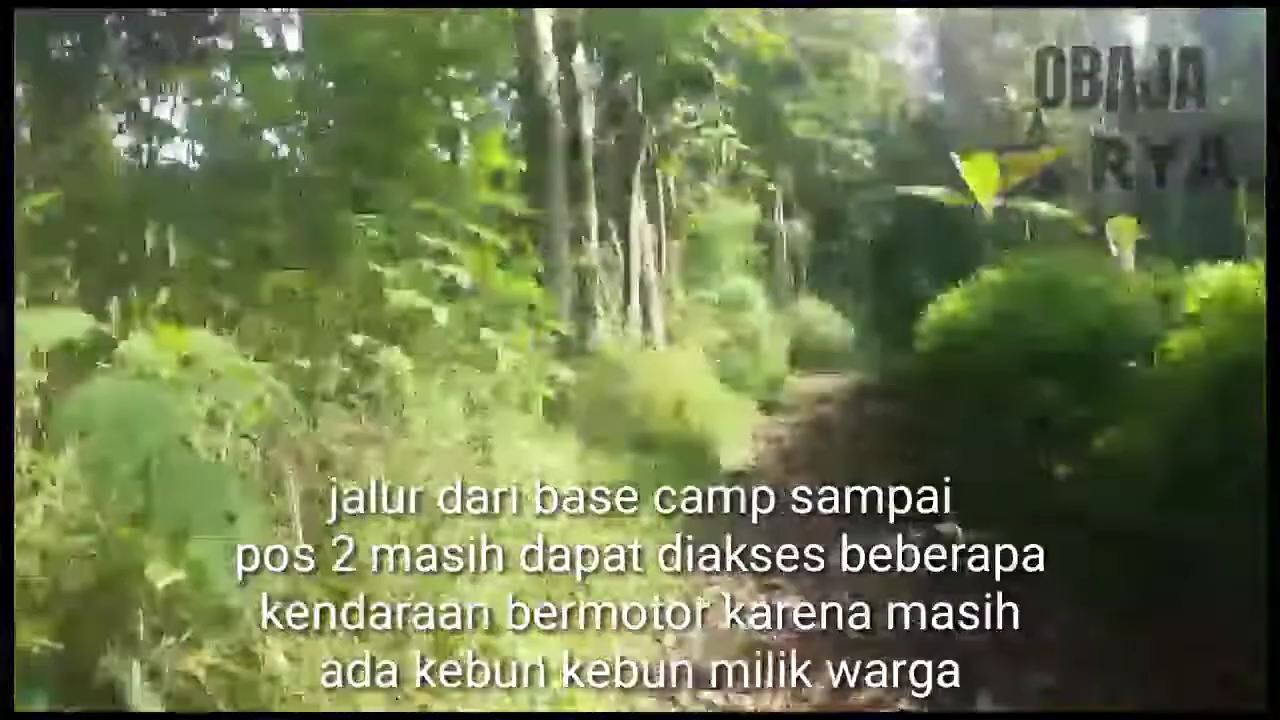 OBAJA
A RYA
jalur dari base camp sampai
pos 2 masih dapat diakses beberapa
kendaraan bermotor karena masih
ada kebun kebun milik warga